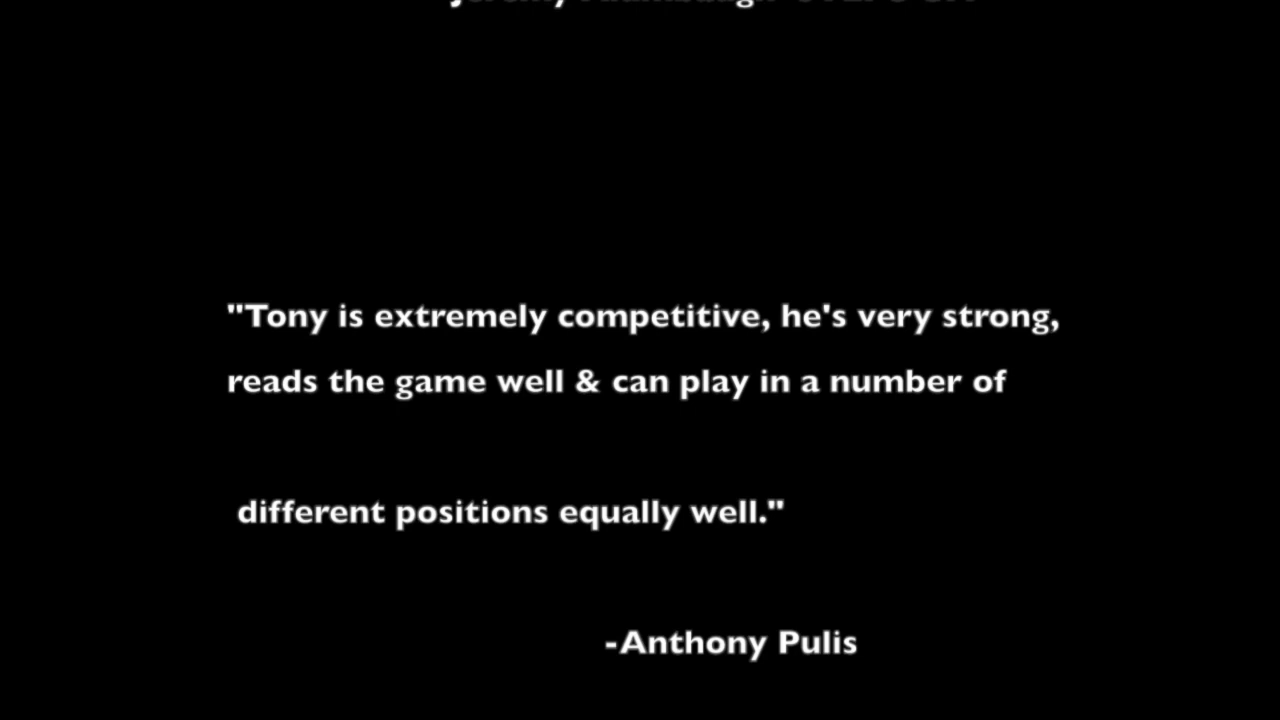 Jeremy
"Tony is extremely competitive, he's very strong,
reads the game well & can play in a number of
different positions equally well."
-Anthony Pulis